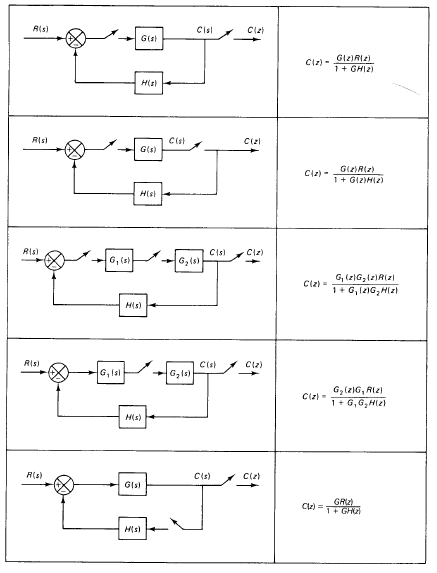 R(s)
G(s)
C(s)
C(z)
H(s)
C(z) = G(z)R(z)
1 + GH(z)
R(s)
G(s)
C(s)
C(z)
H(s)
C(z) = G(z)R(z)
1 + G(z)H(z)
R(s)
G₁(s)
G₂(s)
C(s)
C(z)
H(s)
C(z) = G₁(z)G₂(z)R(z)
1 + G₁(z)G₂H(z)
R(s)
G₁(s)
G₂(s)
C(s)
C(z)
H(s)
C(z) = G₂(z)G₁R(z)
1 + G₁G₂H(z)
R(s)
G(s)
C(s)
C(z)
H(s)
C(z) = GR(z)
1 + GH(z)